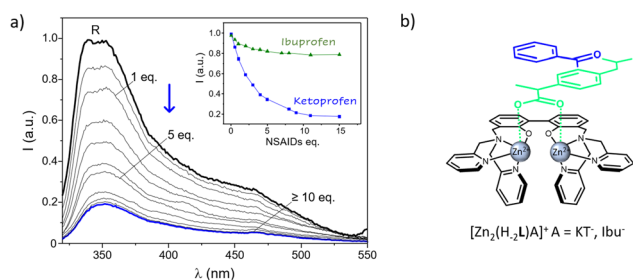 a)
R
1 eq.
5 eq.
≥ 10 eq.
I (a.u.)
1.0
0.8
0.6
0.4
0.2
0
350
400
450
500
550
λ (nm)
Ibuprofen
Ketoprofen
I (a.u.)
1.0
0.8
0.6
0.4
0.2
0
0
5
10
15
NSAIDs eq.
b)
O
O
O
O
O
N
N
Zn²⁺
Zn²⁺
N
N
N
N
[Zn₂(H₋₂L)A]⁺ A = KT⁻, Ibu⁻